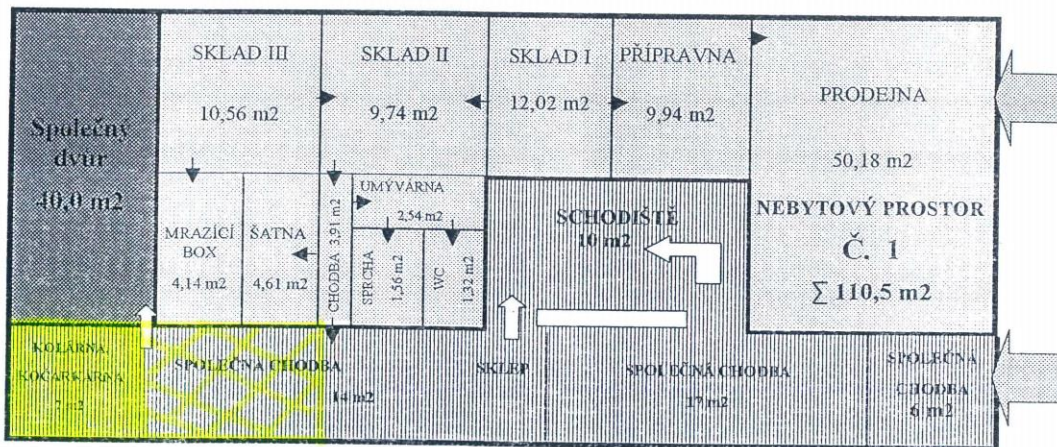 SKLAD III
10,56 m2
SKLAD II
9,74 m2
SKLAD I
12,02 m2
PŘÍPRAVNA
9,94 m2
PRODEJNA
50,18 m2
NEBYTOVÝ PROSTOR
Č. 1
∑ 110,5 m2
Společný
dvůr
40,0 m2
MRAZÍCÍ
BOX
4,14 m2
ŠATNA
4,61 m2
CHODBA 3,91 m2
UMÝVÁRNA
2,54 m2
SPRCHA
1,56 m2
WC
1,32 m2
SCHODIŠTĚ
10 m2
KOLÁRNA,
KOČÁRKÁRNA
7 m2
SPOLEČNÁ CHODBA
14 m2
SKLEP
SPOLEČNÁ CHODBA
17 m2
SPOLEČNÁ
CHODBA
6 m2